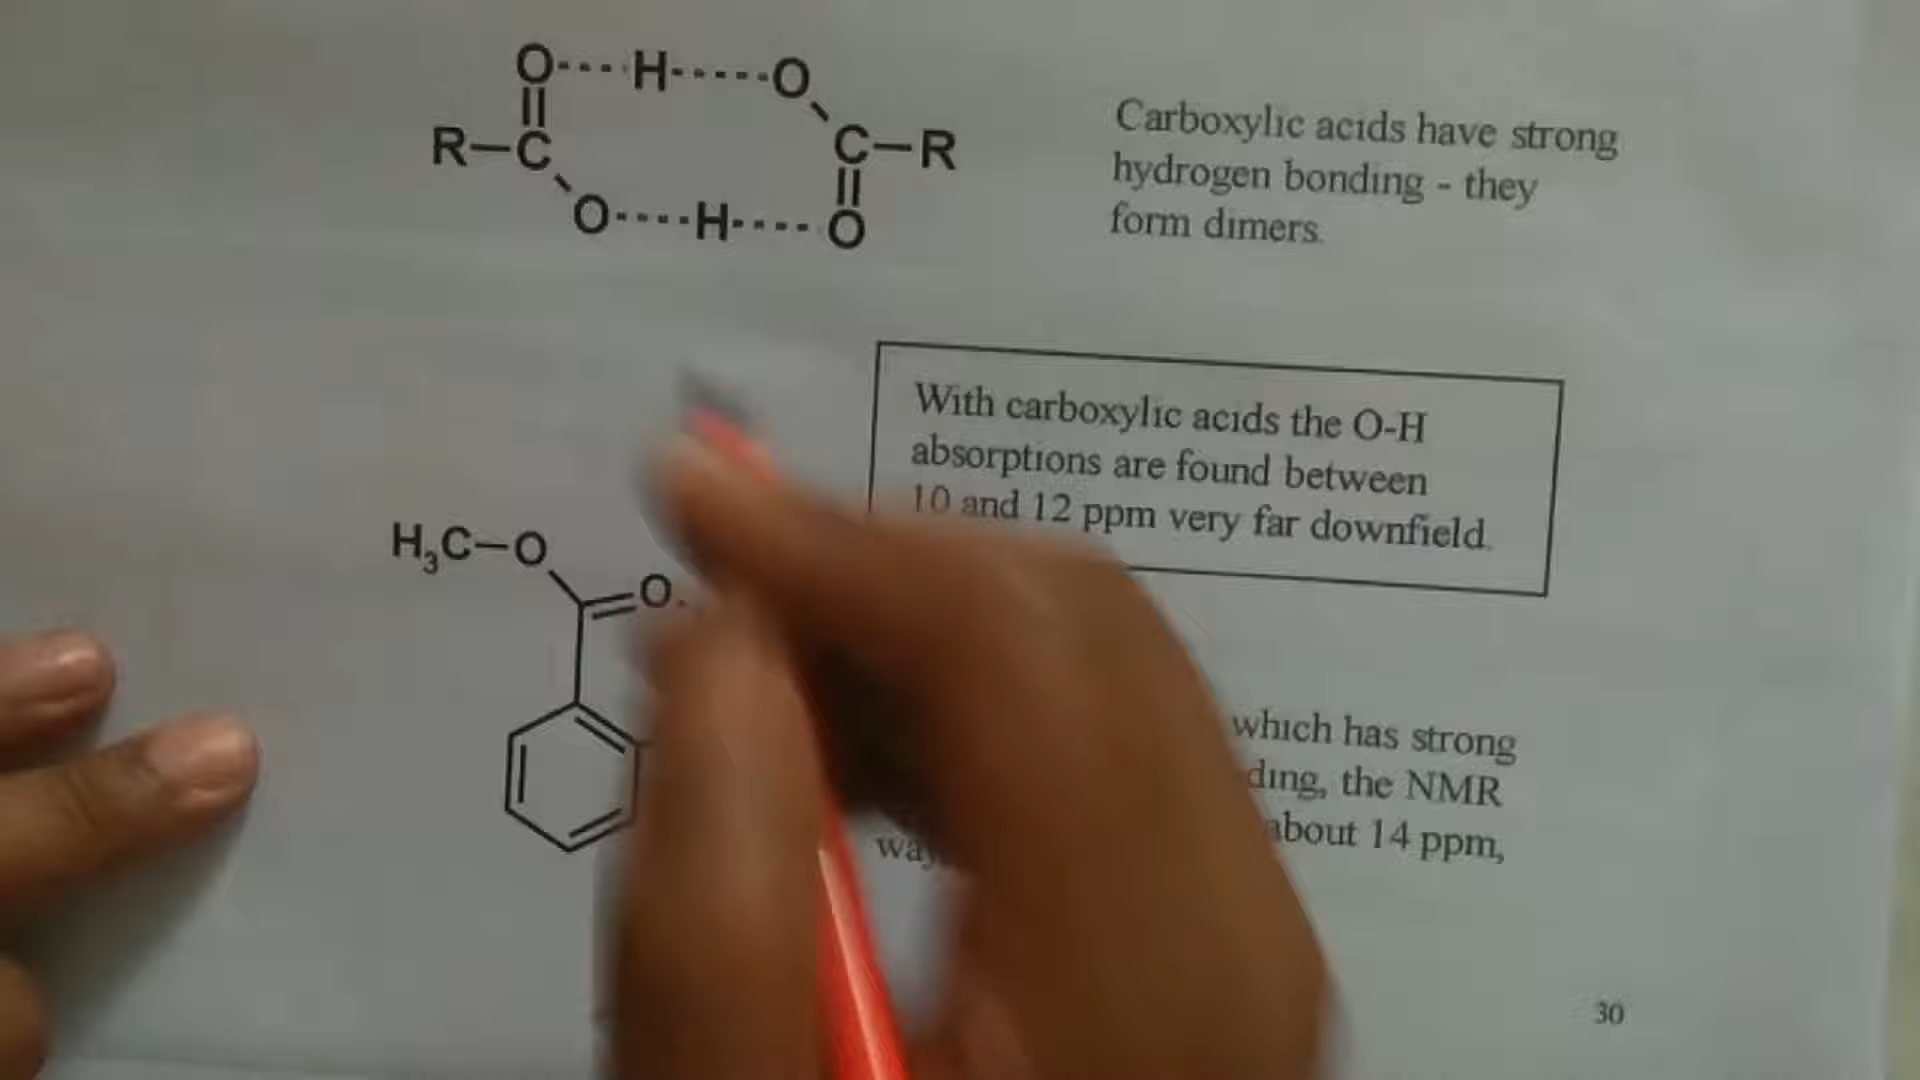 O----H-----O
R-C
C-R
O----H----O
Carboxylic acids have strong
hydrogen bonding - they
form dimers.
With carboxylic acids the O-H
absorptions are found between
10 and 12 ppm very far downfield.
H₃C-O
O
which has strong
the NMR
about 14 ppm,
30